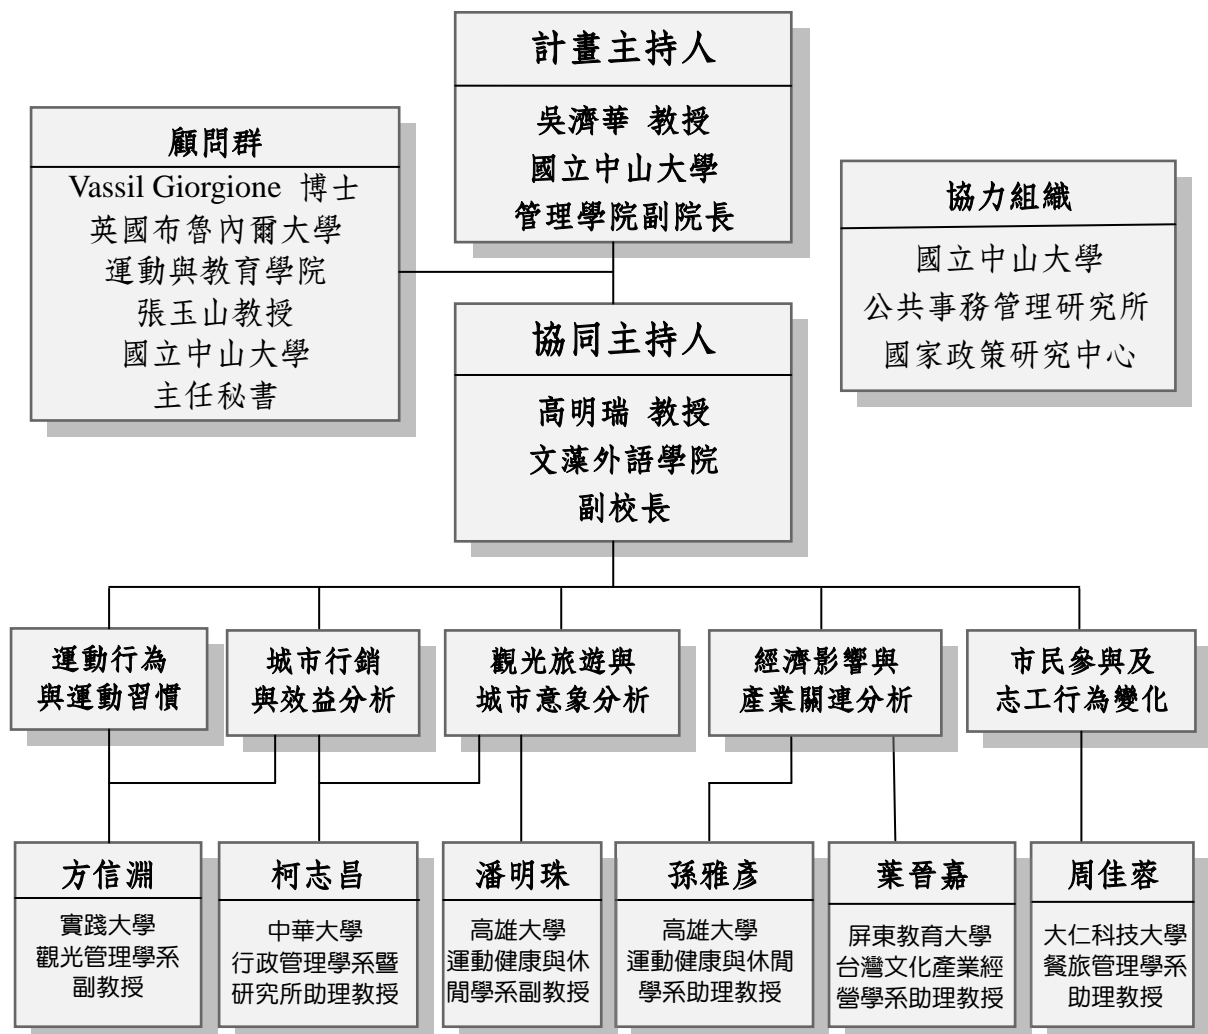 計畫主持人
吳濟華 教授
國立中山大學
管理學院副院長
顧問群
Vassil Giorgione 博士
英國布魯內爾大學
運動與教育學院
張玉山教授
國立中山大學
主任秘書
協力組織
國立中山大學
公共事務管理研究所
國家政策研究中心
協同主持人
高明瑞 教授
文藻外語學院
副校長
運動行為
與運動習慣
城市行銷
與效益分析
觀光旅遊與
城市意象分析
經濟影響與
產業關連分析
市民參與及
志工行為變化
方信淵
實踐大學
觀光管理學系
副教授
柯志昌
中華大學
行政管理學系暨
研究所助理教授
潘明珠
高雄大學
運動健康與休
閒學系副教授
孫雅彥
高雄大學
運動健康與休閒
學系助理教授
葉晉嘉
屏東教育大學
台灣文化產業經
營學系助理教授
周佳蓉
大仁科技大學
餐旅管理學系
助理教授